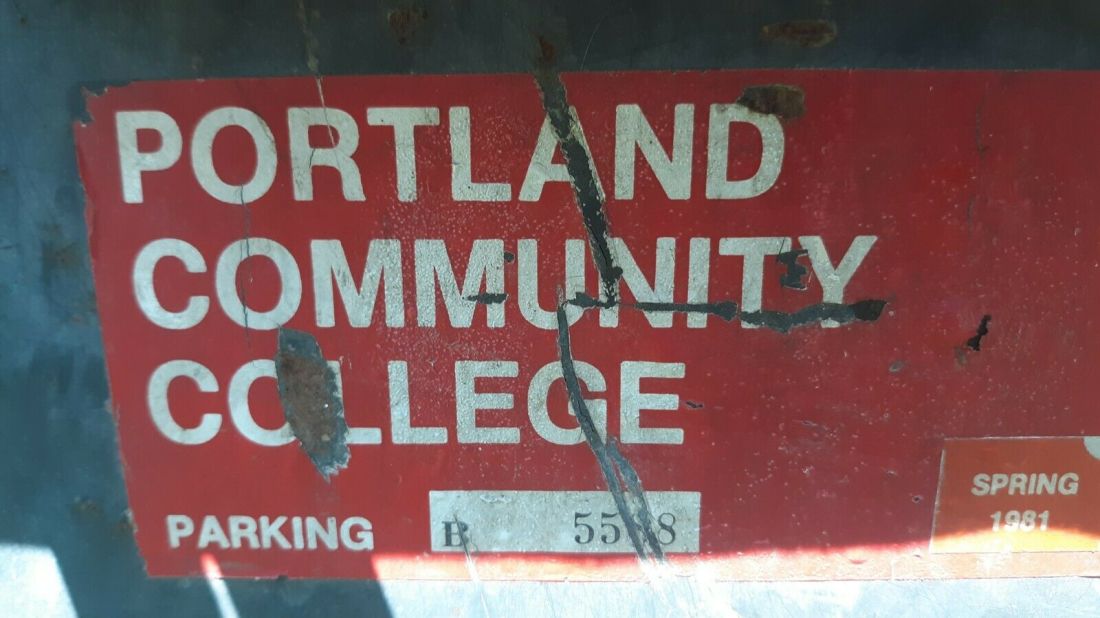 PORTLAND
COMMUNITY
COLLEGE
PARKING
B
SPRING
1981